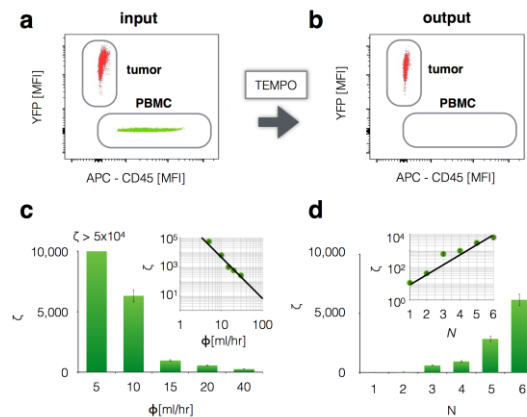 a
input
YFP [MFI]
tumor
PBMC
APC - CD45 [MFI]
TEMPO
b
output
YFP [MFI]
tumor
PBMC
APC - CD45 [MFI]
c
ζ > 5x10⁴
10,000
5,000
0
ζ
5 10 15 20 40
ɸ[ml/hr]
10⁵
10³
10¹
ζ
1 10 100
ɸ[ml/hr]
d
10,000
5,000
0
ζ
1 2 3 4 5 6
N
10⁴
10²
10⁰
ζ
1 2 3 4 5 6
N